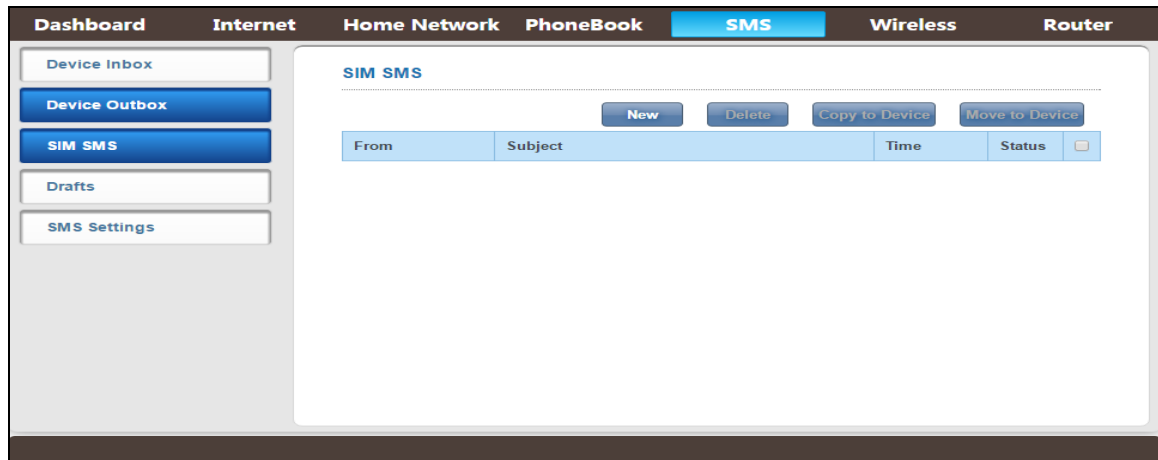 Dashboard Internet Home Network PhoneBook SMS Wireless Router
Device Inbox
Device Outbox
SIM SMS
Drafts
SMS Settings
SIM SMS
New Delete Copy to Device Move to Device
From Subject Time Status